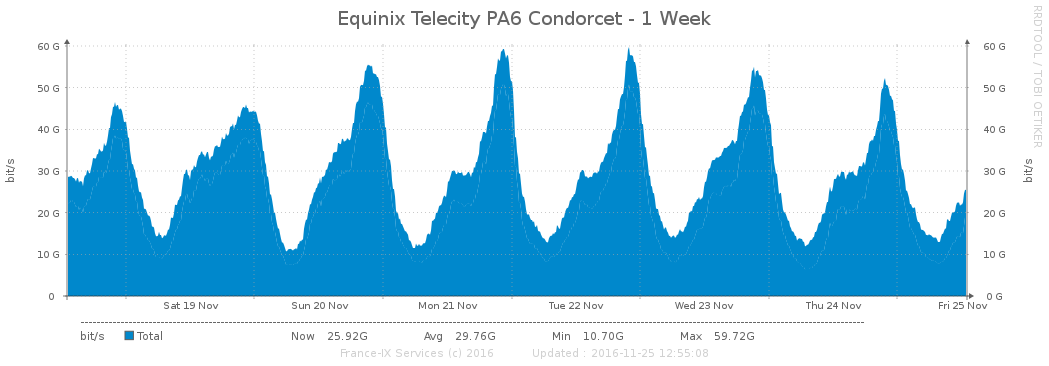 Equinix Telecity PA6 Condorcet - 1 Week
RRDTOOL / TOBI OETIKER
60 G 60 G
50 G 50 G
40 G 40 G
30 G 30 G
20 G 20 G
10 G 10 G
0 0 G
bit/s bit/s
Sat 19 Nov Sun 20 Nov Mon 21 Nov Tue 22 Nov Wed 23 Nov Thu 24 Nov Fri 25 Nov
bit/s Total Now 25.92G Avg 29.76G Min 10.70G Max 59.72G
France-IX Services (c) 2016 Updated : 2016-11-25 12:55:08